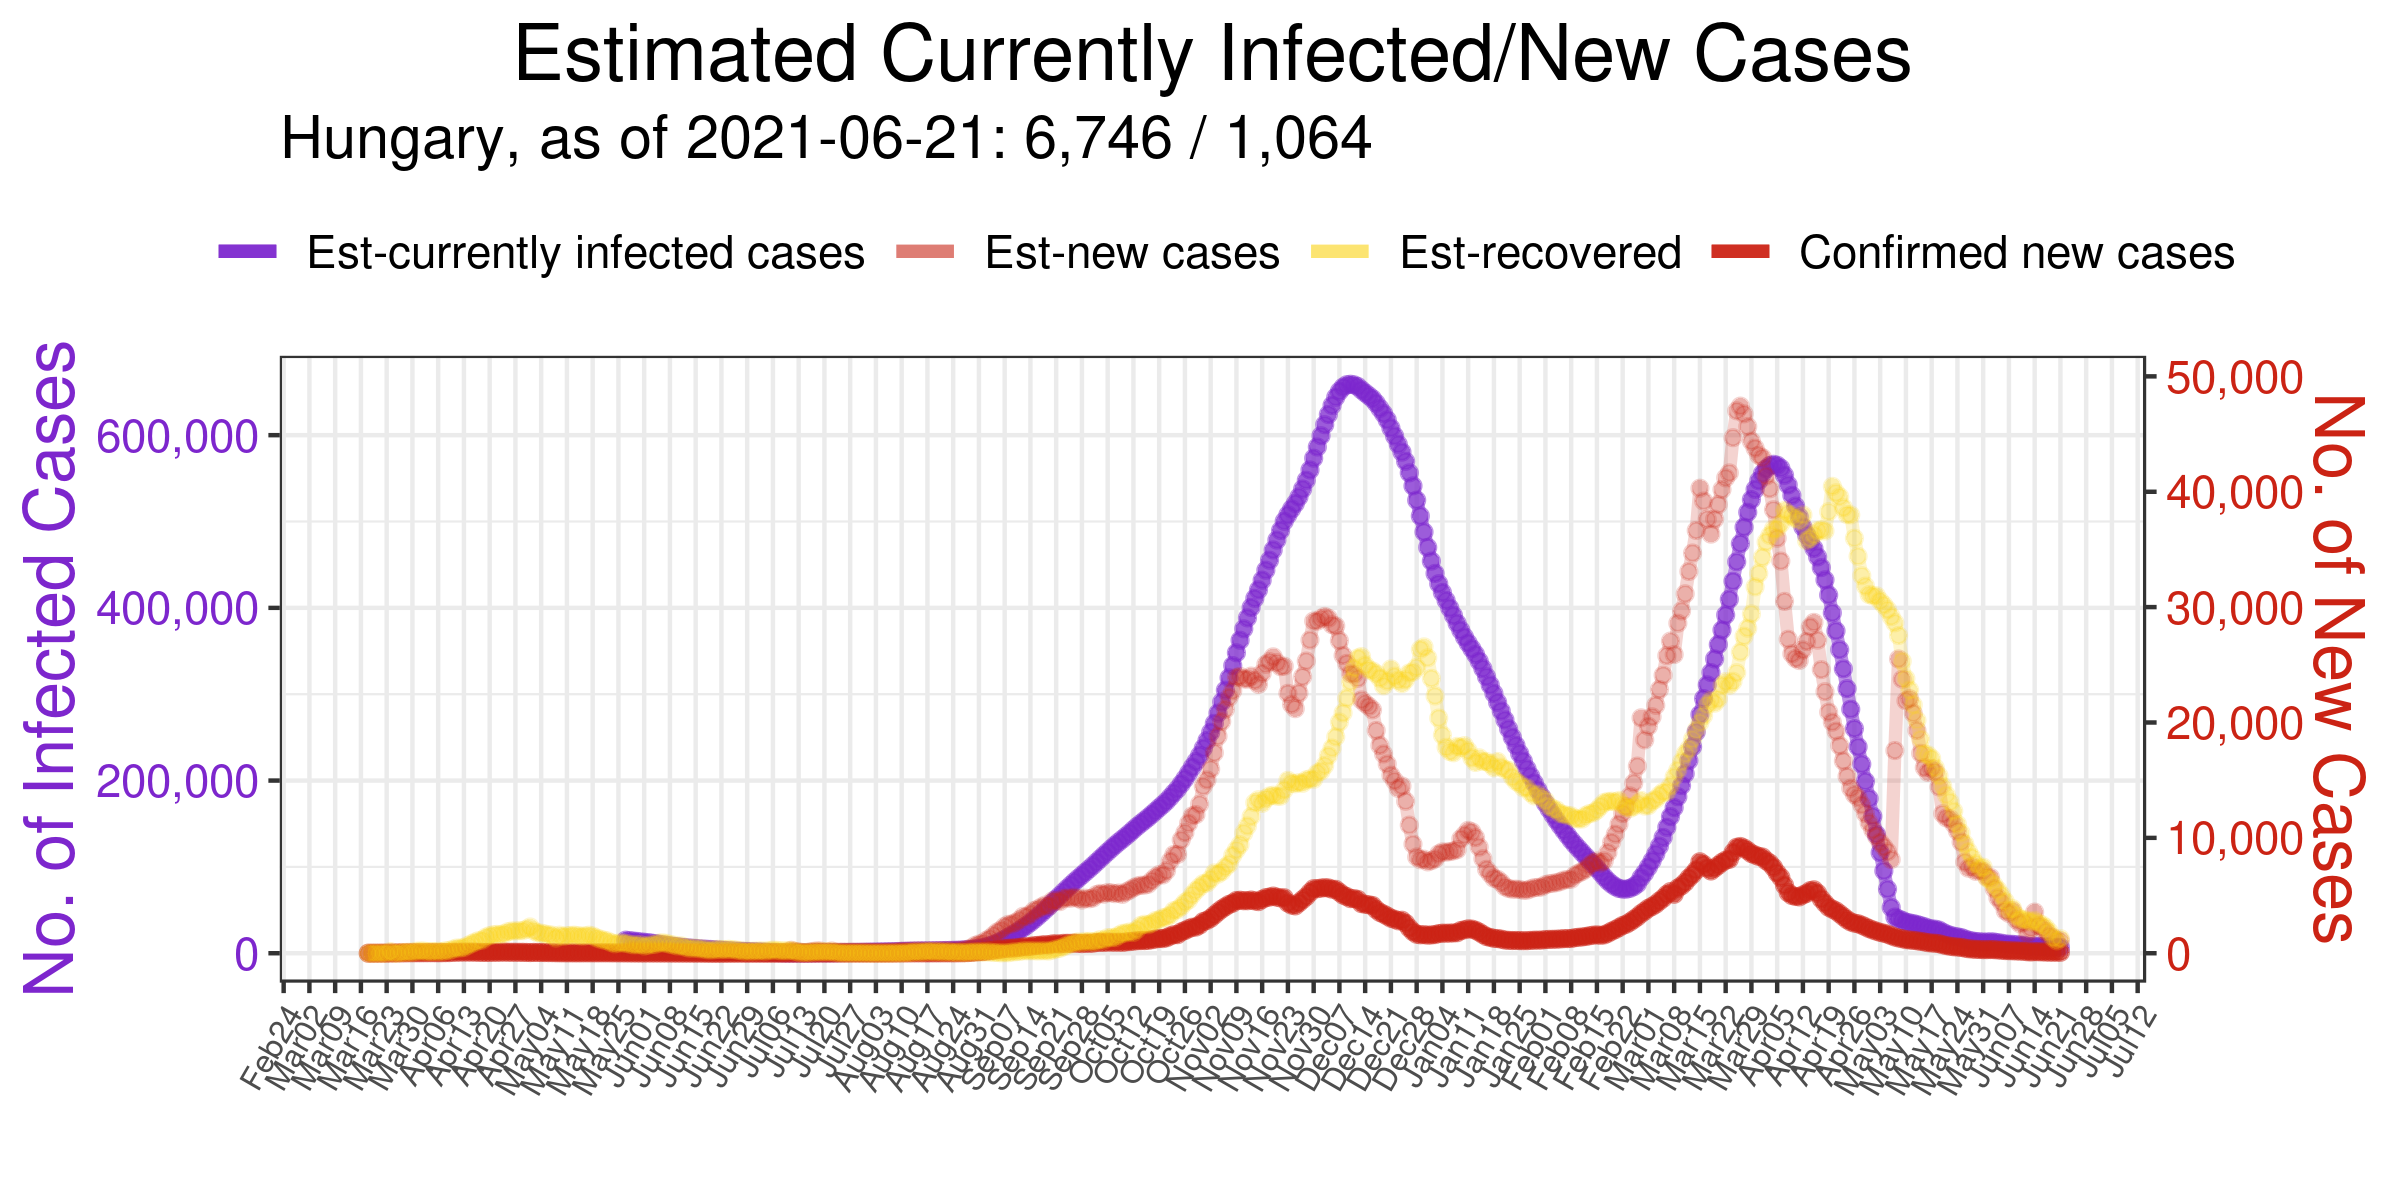 Estimated Currently Infected/New Cases
Hungary, as of 2021-06-21: 6,746 / 1,064
Est-currently infected cases
Est-new cases
Est-recovered
Confirmed new cases
No. of Infected Cases
600,000
400,000
200,000
0
50,000
40,000
30,000
20,000
10,000
0
No. of New Cases
Feb24
Mar02
Mar09
Mar16
Mar23
Mar30
Apr06
Apr13
Apr20
Apr27
May04
May11
May18
May25
Jun01
Jun08
Jun15
Jun22
Jun29
Jul06
Jul13
Jul20
Jul27
Aug03
Aug10
Aug17
Aug24
Aug31
Sep07
Sep14
Sep21
Sep28
Oct05
Oct12
Oct19
Oct26
Nov02
Nov09
Nov16
Nov23
Nov30
Dec07
Dec14
Dec21
Dec28
Jan04
Jan11
Jan18
Jan25
Feb01
Feb08
Feb15
Feb22
Mar01
Mar08
Mar15
Mar22
Mar29
Apr05
Apr12
Apr19
Apr26
May03
May10
May17
May24
May31
Jun07
Jun14
Jun21
Jun28
Jul05
Jul12